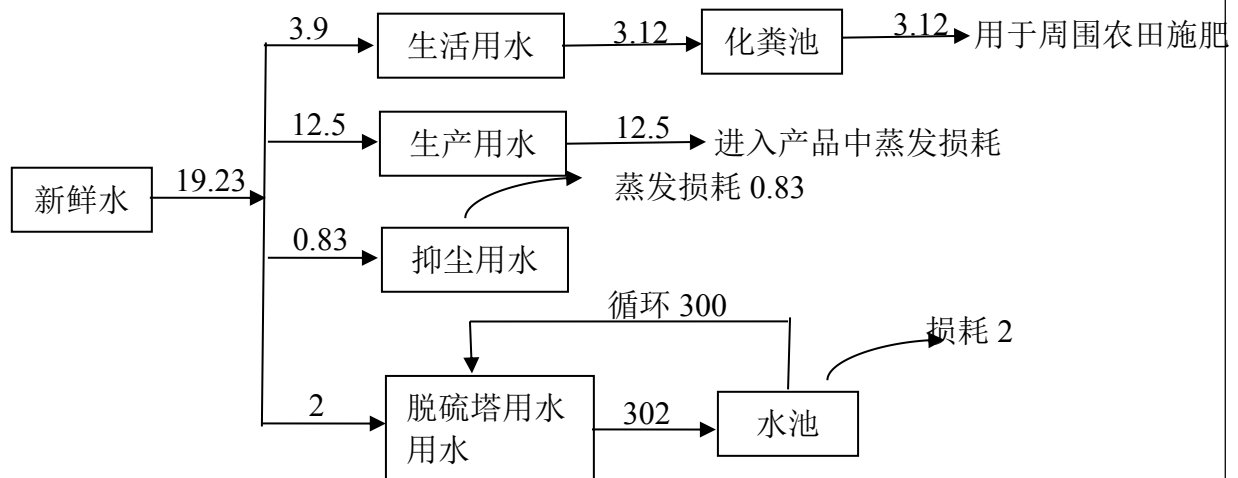 3.9
生活用水
3.12
化粪池
3.12
用于周围农田施肥
12.5
生产用水
12.5
进入产品中蒸发损耗
新鲜水
19.23
蒸发损耗 0.83
0.83
抑尘用水
循环 300
损耗 2
2
脱硫塔用水
用水
302
水池